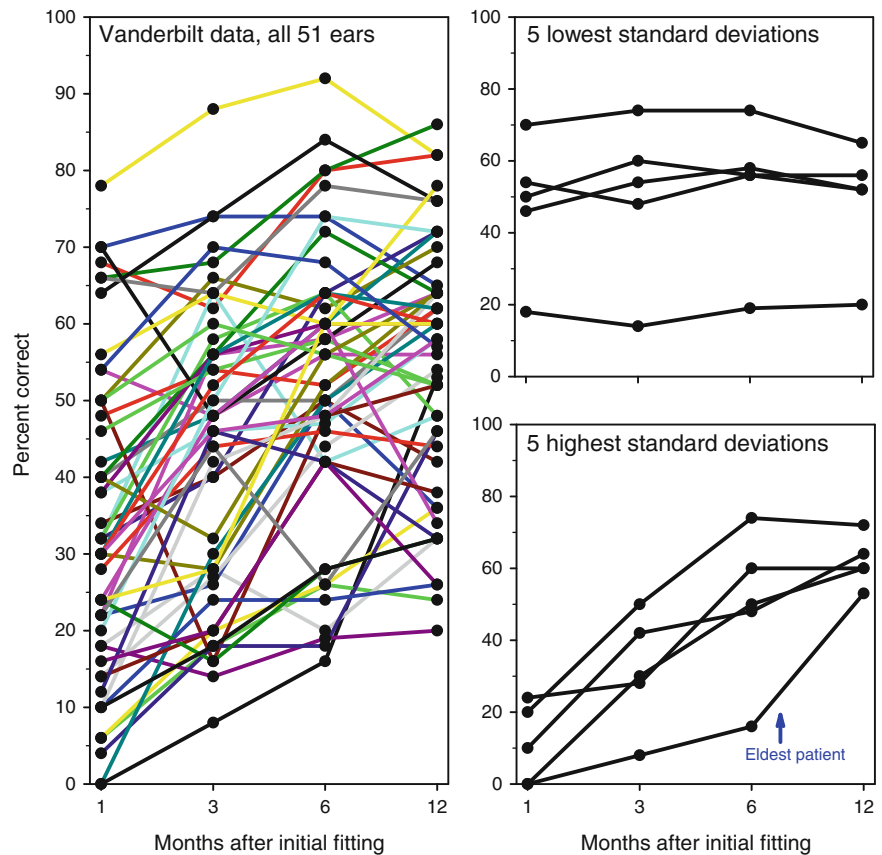 Vanderbilt data, all 51 ears
100
90
80
70
60
50
40
30
20
10
0
Percent correct
1 3 6 12
Months after initial fitting
5 lowest standard deviations
100
80
60
40
20
0
5 highest standard deviations
100
80
60
40
20
0
Eldest patient
1 3 6 12
Months after initial fitting